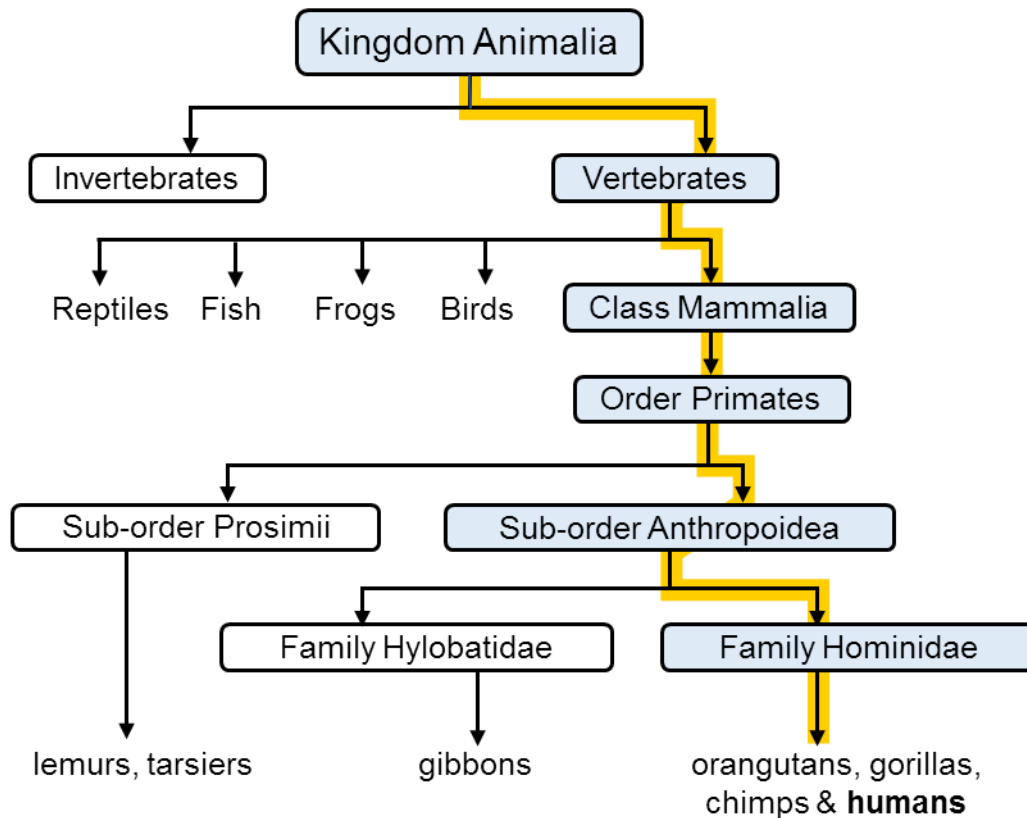 Kingdom Animalia
Invertebrates
Vertebrates
Reptiles
Fish
Frogs
Birds
Class Mammalia
Order Primates
Sub-order Prosimii
Sub-order Anthropoidea
Family Hylobatidae
Family Hominidae
lemurs, tarsiers
gibbons
orangutans, gorillas,
chimps & humans